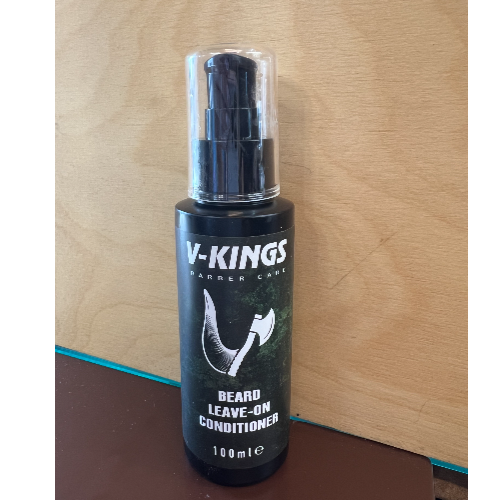 V-KINGS
BARBER CARE
BEARD
LEAVE-ON
CONDITIONER
100ml e